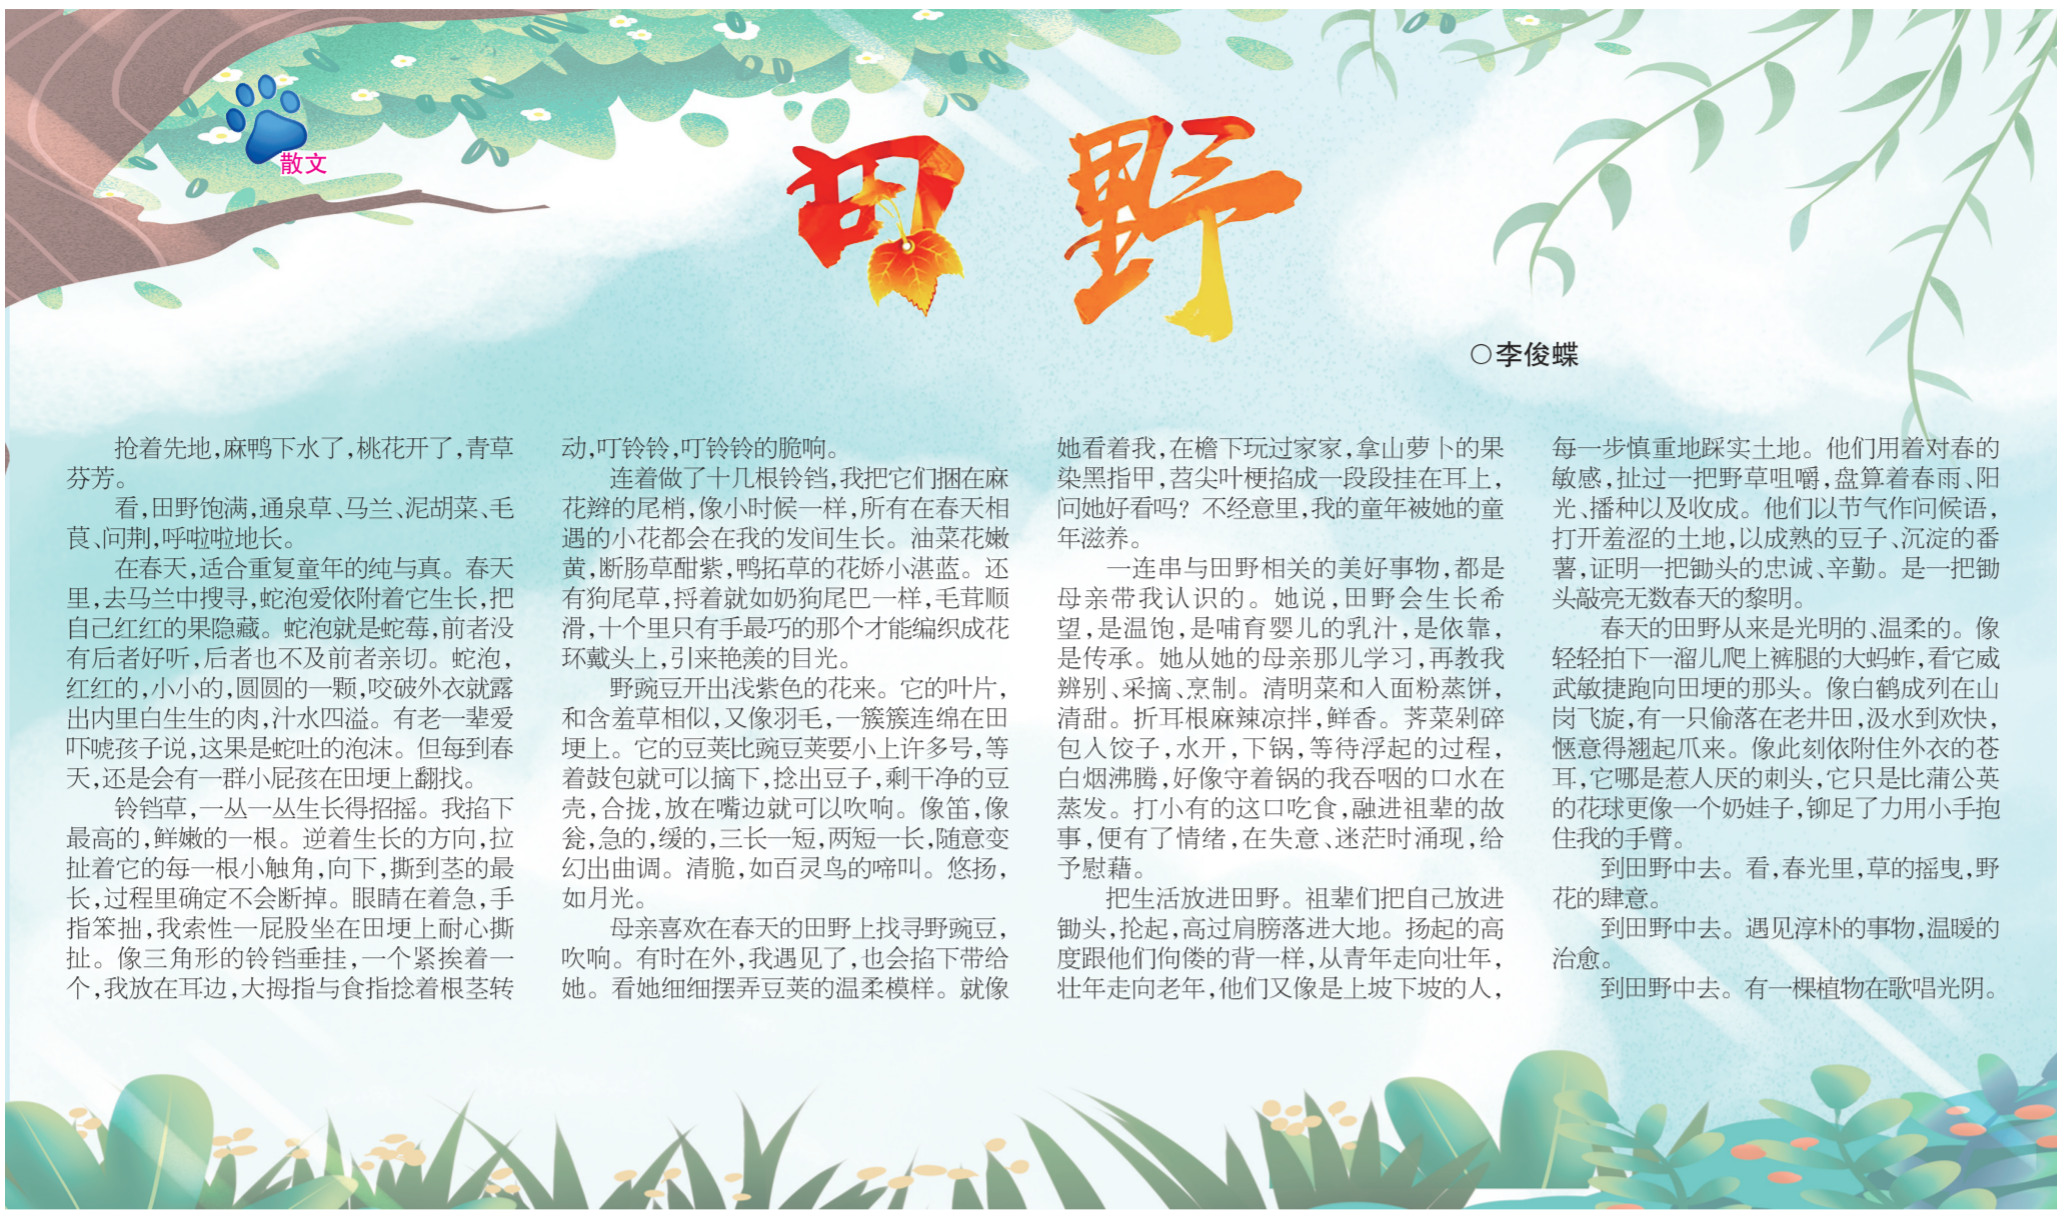 散文
田野
○李俊蝶
抢着先地,麻鸭下水了,桃花开了,青草
芬芳。
看,田野饱满,通泉草、马兰、泥胡菜、毛
茛、问荆,呼啦啦地长。
在春天,适合重复童年的纯与真。春天
里,去马兰中搜寻,蛇泡爱依附着它生长,把
自己红红的果隐藏。蛇泡就是蛇莓,前者没
有后者好听,后者也不及前者亲切。蛇泡,
红红的,小小的,圆圆的一颗,咬破外衣就露
出内里白生生的肉,汁水四溢。有老一辈爱
吓唬孩子说,这果是蛇吐的泡沫。但每到春
天,还是会有一群小屁孩在田埂上翻找。
铃铛草,一丛一丛生长得招摇。我掐下
最高的,鲜嫩的一根。逆着生长的方向,拉
扯着它的每一根小触角,向下,撕到茎的最
长,过程里确定不会断掉。眼睛在着急,手
指笨拙,我索性一屁股坐在田埂上耐心撕
扯。像三角形的铃铛垂挂,一个紧挨着一
个,我放在耳边,大拇指与食指捻着根茎转
动,叮铃铃,叮铃铃的脆响。
连着做了十几根铃铛,我把它们捆在麻
花辫的尾梢,像小时候一样,所有在春天相
遇的小花都会在我的发间生长。油菜花嫩
黄,断肠草酣紫,鸭拓草的花娇小湛蓝。还
有狗尾草,捋着就如奶狗尾巴一样,毛茸顺
滑,十个里只有手最巧的那个才能编织成花
环戴头上,引来艳羡的目光。
野豌豆开出浅紫色的花来。它的叶片,
和含羞草相似,又像羽毛,一簇簇连绵在田
埂上。它的豆荚比豌豆荚要小上许多号,等
着鼓包就可以摘下,捻出豆子,剩干净的豆
壳,合拢,放在嘴边就可以吹响。像笛,像
瓮,急的,缓的,三长一短,两短一长,随意变
幻出曲调。清脆,如百灵鸟的啼叫。悠扬,
如月光。
母亲喜欢在春天的田野上找寻野豌豆,
吹响。有时在外,我遇见了,也会掐下带给
她。看她细细摆弄豆荚的温柔模样。就像
她看着我,在檐下玩过家家,拿山萝卜的果
染黑指甲,苕尖叶梗掐成一段段挂在耳上,
问她好看吗?不经意里,我的童年被她的童
年滋养。
一连串与田野相关的美好事物,都是
母亲带我认识的。她说,田野会生长希
望,是温饱,是哺育婴儿的乳汁,是依靠,
是传承。她从她的母亲那儿学习,再教我
辨别、采摘、烹制。清明菜和入面粉蒸饼,
清甜。折耳根麻辣凉拌,鲜香。荠菜剁碎
包入饺子,水开,下锅,等待浮起的过程,
白烟沸腾,好像守着锅的我吞咽的口水在
蒸发。打小有的这口吃食,融进祖辈的故
事,便有了情绪,在失意、迷茫时涌现,给
予慰藉。
把生活放进田野。祖辈们把自己放进
锄头,抡起,高过肩膀落进大地。扬起的高
度跟他们佝偻的背一样,从青年走向壮年,
壮年走向老年,他们又像是上坡下坡的人,
每一步慎重地踩实土地。他们用着对春的
敏感,扯过一把野草咀嚼,盘算着春雨、阳
光、播种以及收成。他们以节气作问候语,
打开羞涩的土地,以成熟的豆子、沉淀的番
薯,证明一把锄头的忠诚、辛勤。是一把锄
头敲亮无数春天的黎明。
春天的田野从来是光明的、温柔的。像
轻轻拍下一溜儿爬上裤腿的大蚂蚱,看它威
武敏捷跑向田埂的那头。像白鹤成列在山
岗飞旋,有一只偷落在老井田,汲水到欢快,
惬意得翘起爪来。像此刻依附住外衣的苍
耳,它哪是惹人厌的刺头,它只是比蒲公英
的花球更像一个奶娃子,铆足了力用小手抱
住我的手臂。
到田野中去。看,春光里,草的摇曳,野
花的肆意。
到田野中去。遇见淳朴的事物,温暖的
治愈。
到田野中去。有一棵植物在歌唱光阴。